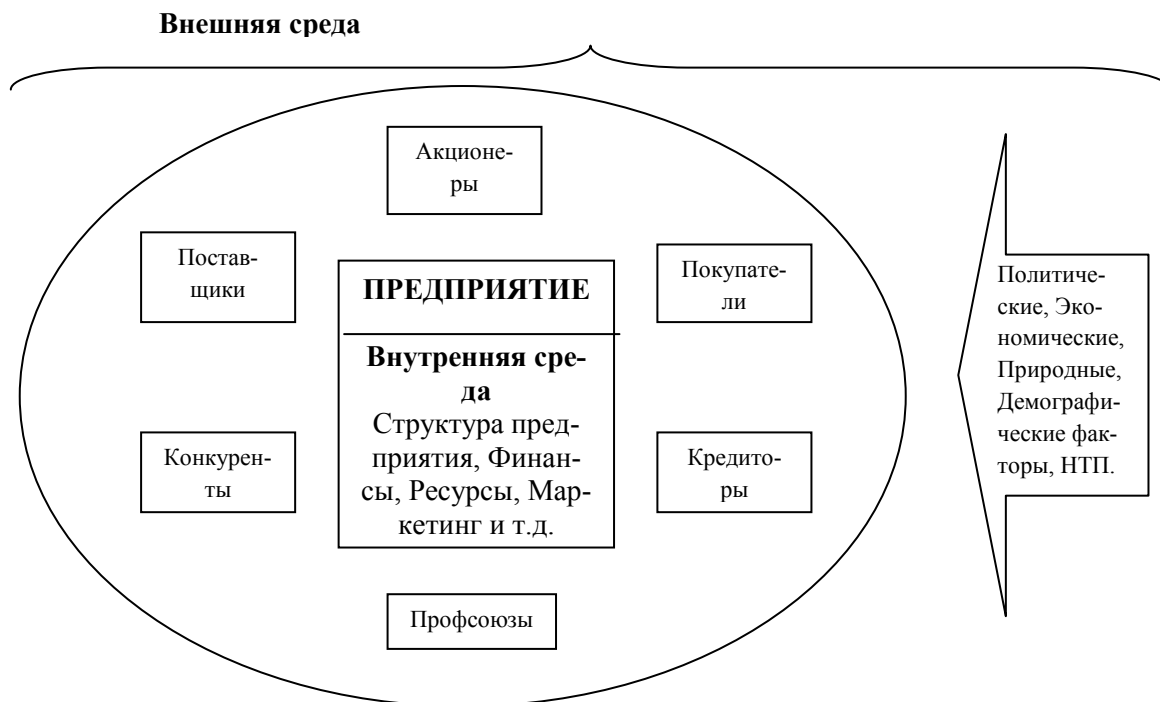 Внешняя среда
Акционе-
ры
Постав-
щики
ПРЕДПРИЯТИЕ
Внутренняя сре-
да
Структура пред-
приятия, Финан-
сы, Ресурсы, Мар-
кетинг и т.д.
Покупате-
ли
Конкурен-
ты
Кредито-
ры
Профсоюзы
Политиче-
ские, Эко-
номические,
Природные,
Демографи-
ческие фак-
торы, НТП.